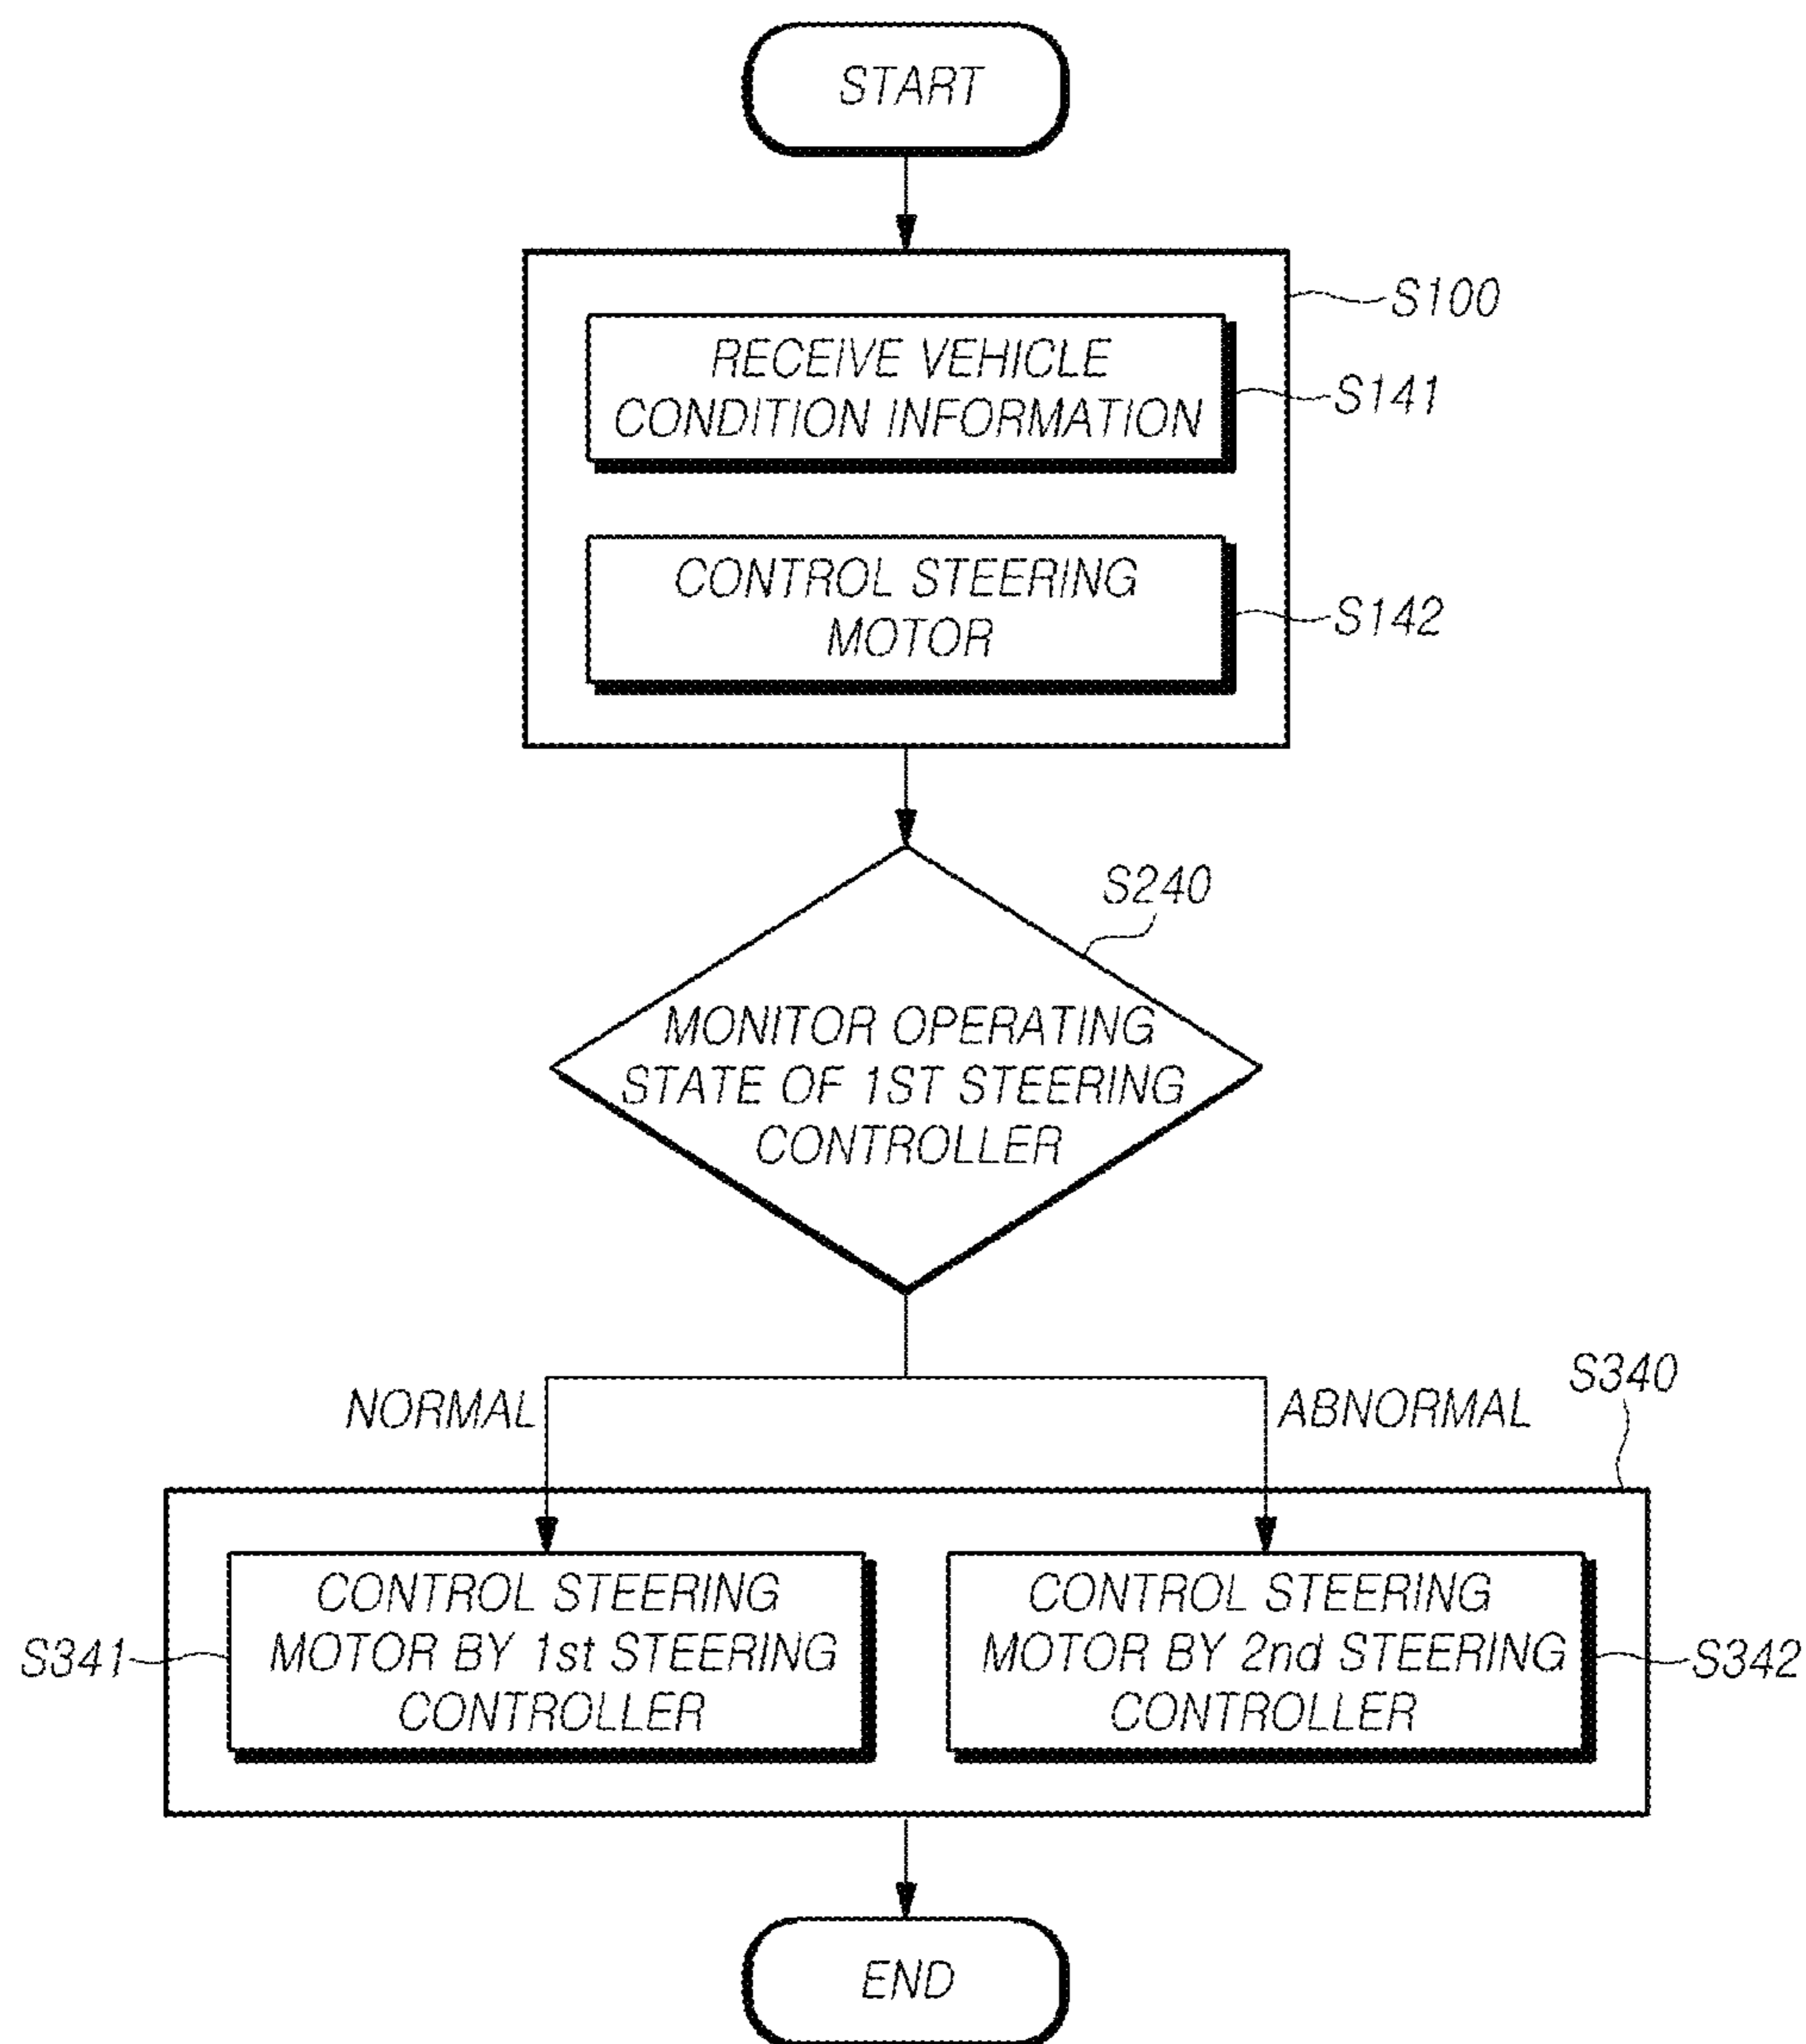 START
S100
RECEIVE VEHICLE
CONDITION INFORMATION
S141
CONTROL STEERING
MOTOR
S142
S240
MONITOR OPERATING
STATE OF 1ST STEERING
CONTROLLER
NORMAL
ABNORMAL
S340
S341
CONTROL STEERING
MOTOR BY 1st STEERING
CONTROLLER
CONTROL STEERING
MOTOR BY 2nd STEERING
CONTROLLER
S342
END